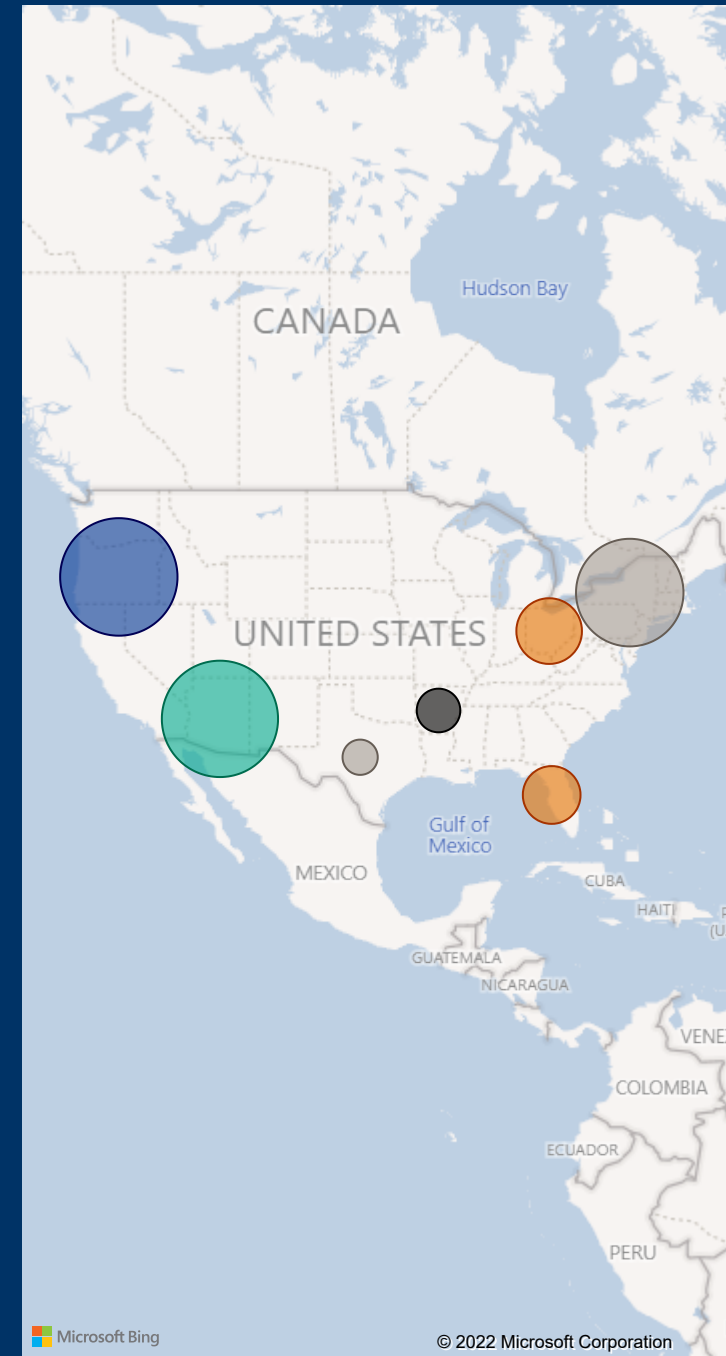 Hudson Bay
CANADA
UNITED STATES
Gulf of
Mexico
MEXICO
CUBA
HAITI
(U
GUATEMALA
NICARAGUA
VENE
COLOMBIA
ECUADOR
PERU
Microsoft Bing
© 2022 Microsoft Corporation